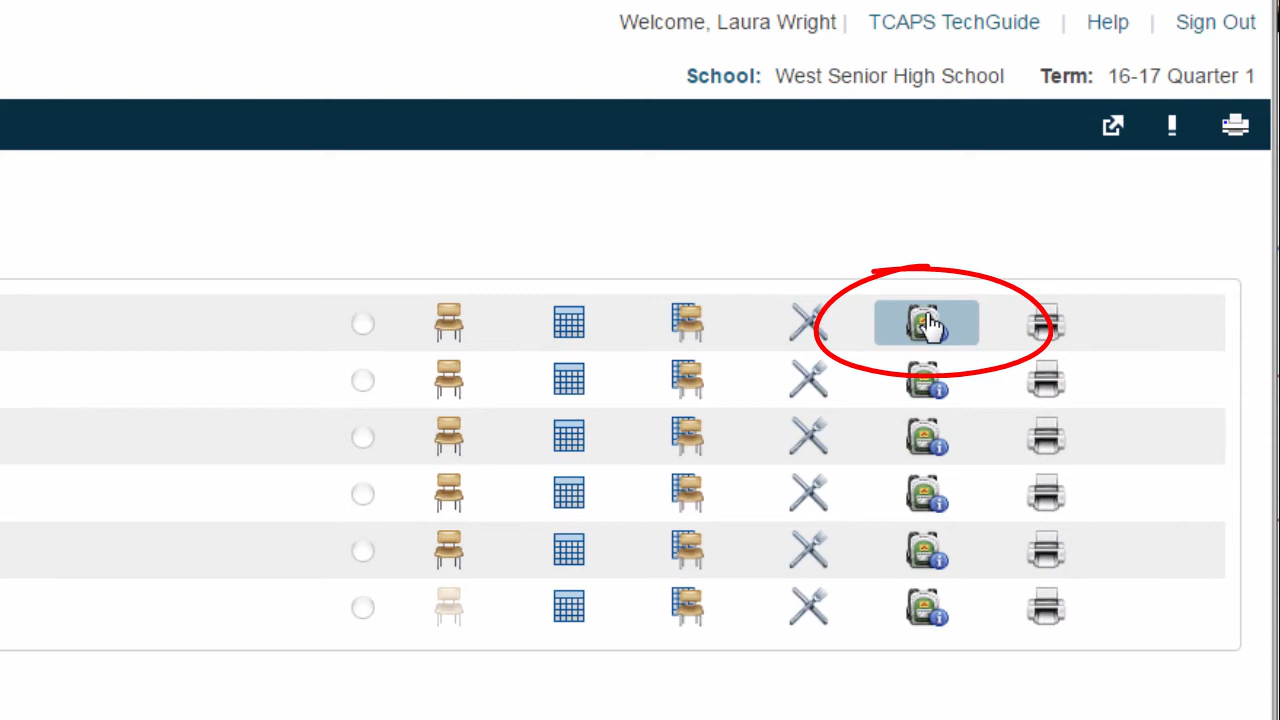 Welcome, Laura Wright | TCAPS TechGuide | Help | Sign Out
School: West Senior High School Term: 16-17 Quarter 1